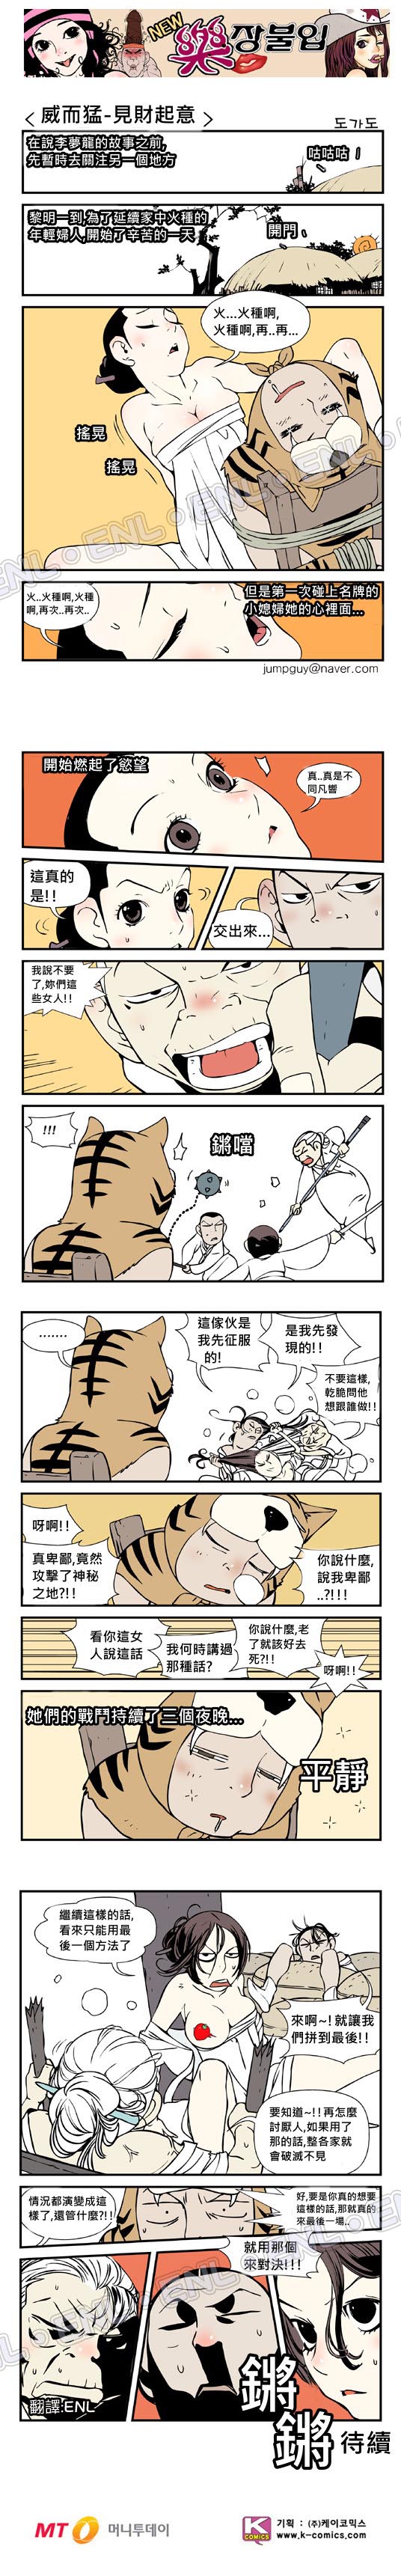 NEW 樂장불입
< 威而猛-見財起意 >
도가도
在說李夢龍的故事之前,
先暫時去關注另一個地方
咕咕咕!
黎明一到,為了延續家中火種的
年輕婦人,開始了辛苦的一天
開門
火...火種啊,
火種啊,再..再...
搖晃
搖晃
ENL ENL
火..火種啊,火種
啊,再次..再次..
但是第一次碰上名牌的
小媳婦她的心裡面...
jumpguy@naver.com
開始燃起了慾望
真..真是不
同凡響
這真的
是!!
交出來...
我說不要
了,妳們這
些女人!!
!!!
鏘噹
.......
這傢伙是
我先征服
的!
是我先發
現的!!
不要這樣,
乾脆問他
想跟誰做!!
呀啊!!
真卑鄙,竟然
攻擊了神秘
之地?!!
你說什麼,
說我卑鄙
..?!!!
看你這女
人說這話
我何時講過
那種話?
你說什麼,老
了就該好去
死?!!
呀啊!!
她們的戰鬥持續了三個夜晚...
平靜
繼續這樣的話,
看來只能用最
後一個方法了
來啊~!就讓我
們拼到最後!!
要知道~!!再怎麼
討厭人,如果用了
那的話,整各家就
會破滅不見
情況都演變成這
樣了,還管什麼?!!
好,要是你真的想要
這樣的話,那就真的
來最後一場..
就用那個
來對決!!!
ENL ENL
翻譯:ENL
鏘
鏘
待續
MT 머니투데이
K COMICS
기획 : (주)케이코믹스
www.k-comics.com